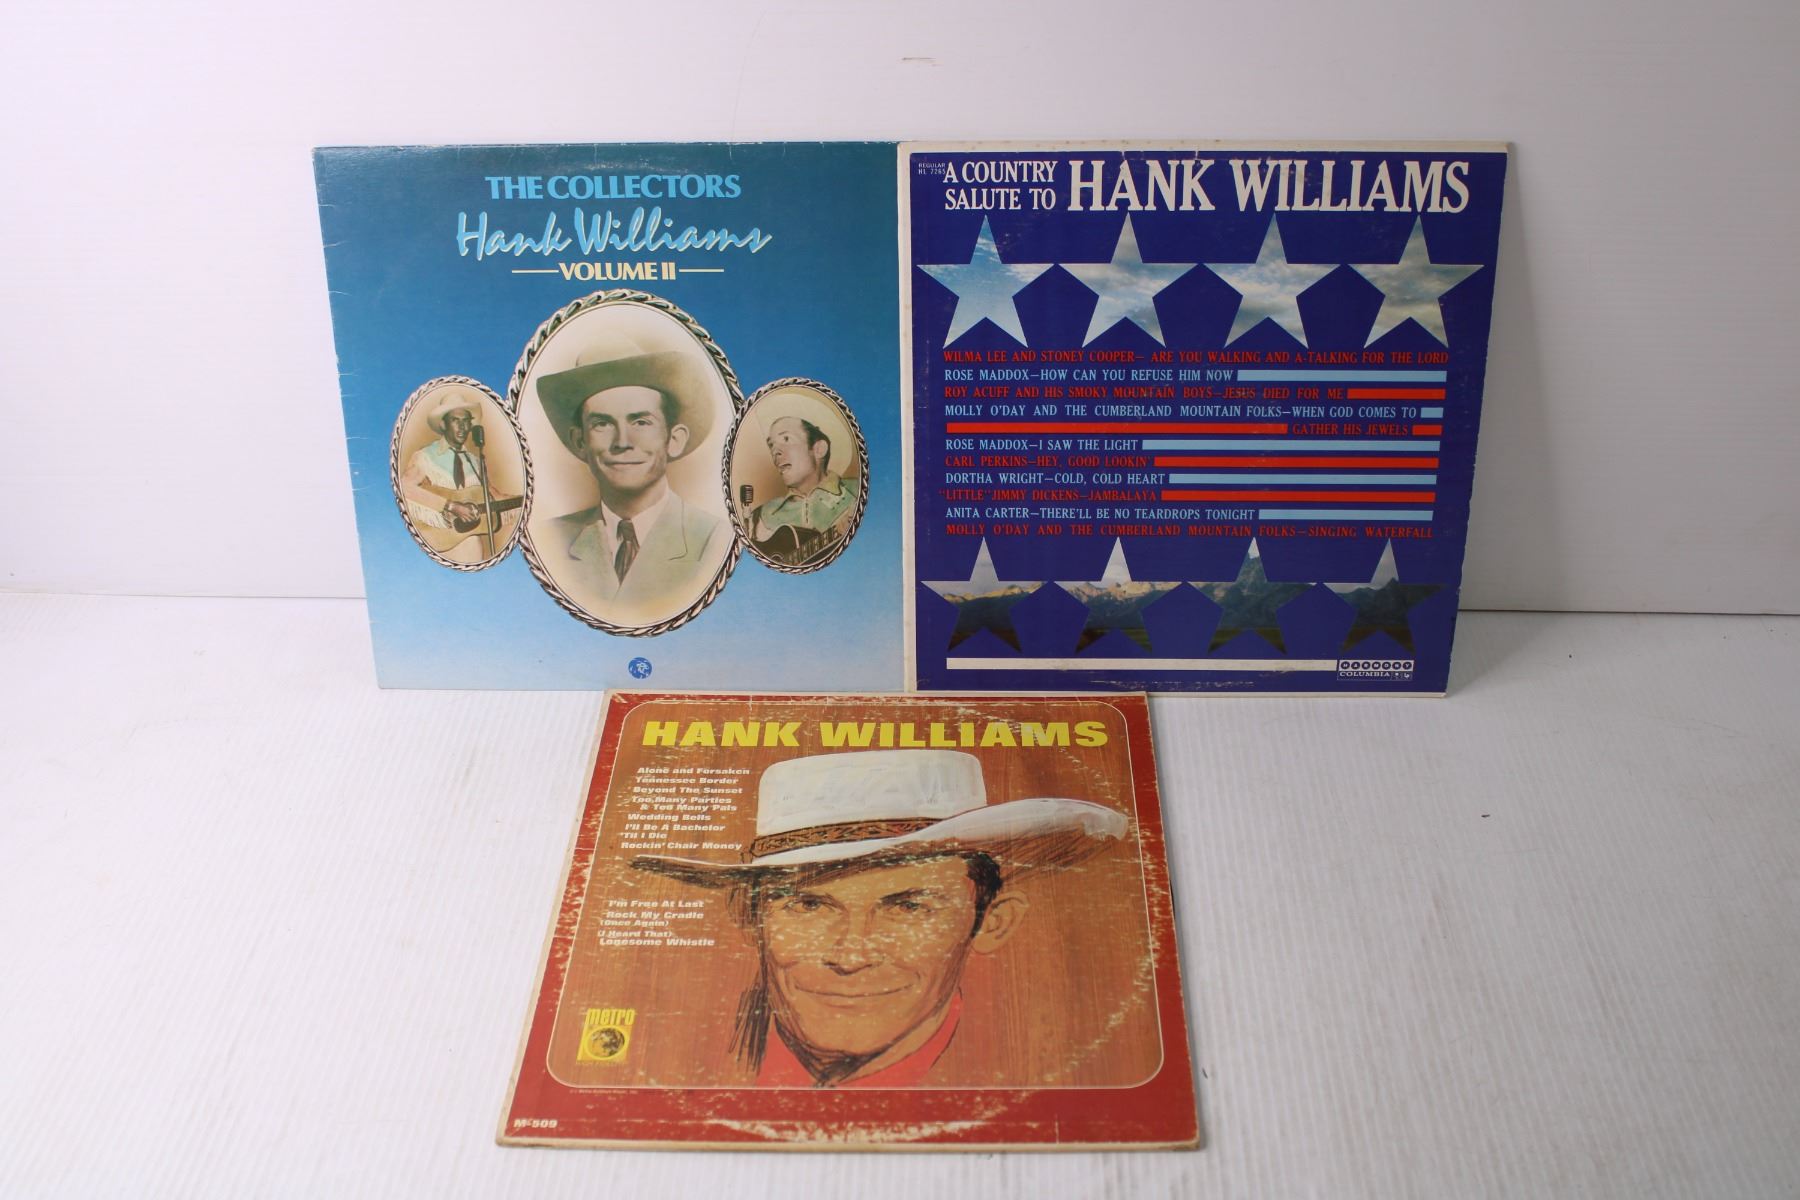 THE COLLECTORS
Hank Williams
VOLUME II
REGULAR
HL 7265
A COUNTRY
SALUTE TO
HANK WILLIAMS
WILMA LEE AND STONEY COOPER— ARE YOU WALKING AND A-TALKING FOR THE LORD
ROSE MADDOX—HOW CAN YOU REFUSE HIM NOW
ROY ACUFF AND HIS SMOKY MOUNTAIN BOYS—JESUS DIED FOR ME
MOLLY O'DAY AND THE CUMBERLAND MOUNTAIN FOLKS—WHEN GOD COMES TO
GATHER HIS JEWELS
ROSE MADDOX—I SAW THE LIGHT
CARL PERKINS—HEY, GOOD LOOKIN'
DORTHA WRIGHT—COLD, COLD HEART
"LITTLE" JIMMY DICKENS—JAMBALAYA
ANITA CARTER—THERE'LL BE NO TEARDROPS TONIGHT
MOLLY O'DAY AND THE CUMBERLAND MOUNTAIN FOLKS—SINGING WATERFALL
HARMONY
COLUMBIA
HANK WILLIAMS
Alone and Forsaken
Tennessee Border
Beyond The Sunset
Too Many Parties
& Too Many Pals
Wedding Bells
I'll Be A Bachelor
'Til I Die
Rockin' Chair Money
I'm Free At Last
Rock My Cradle
(Once Again)
(I Heard That)
Lonesome Whistle
metro
HIGH FIDELITY
M-509